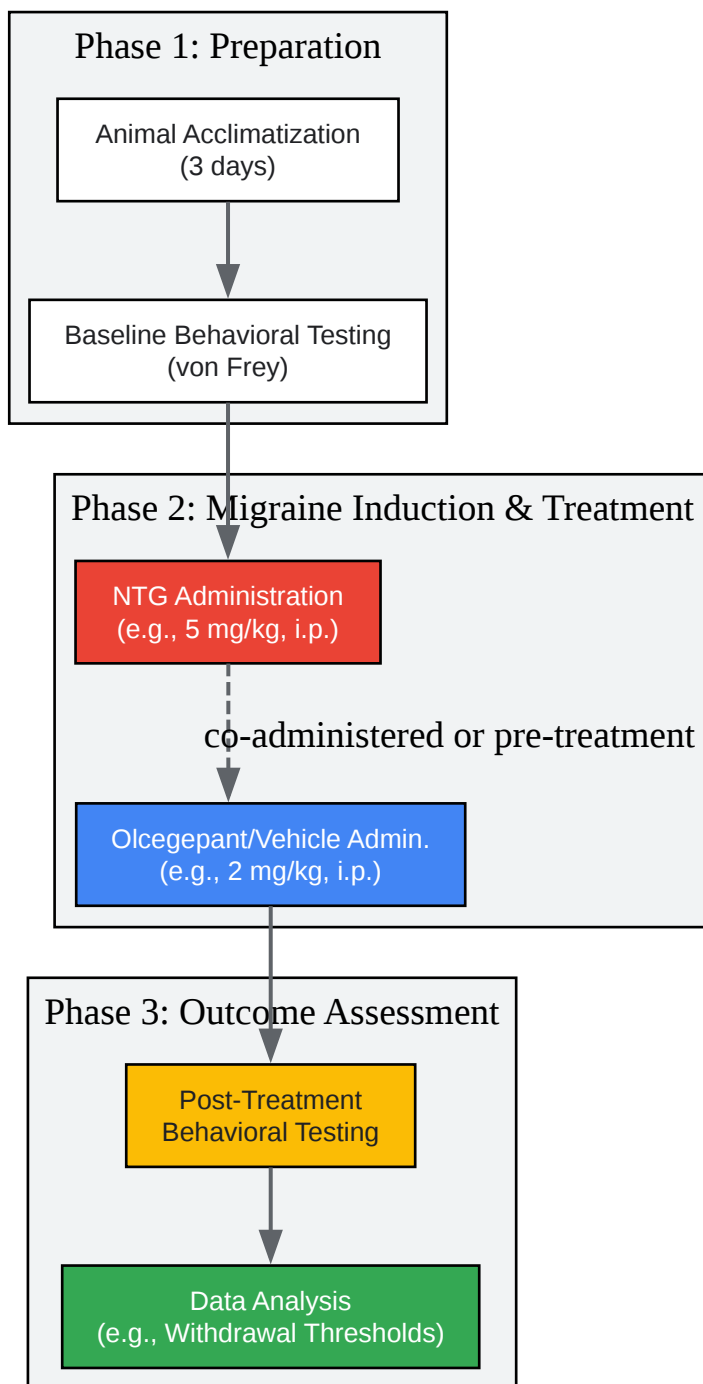 Phase 1: Preparation
Animal Acclimatization
(3 days)
Baseline Behavioral Testing
(von Frey)
Phase 2: Migraine Induction & Treatment
NTG Administration
(e.g., 5 mg/kg, i.p.)
co-administered or pre-treatment
Olcegepant/Vehicle Admin.
(e.g., 2 mg/kg, i.p.)
Phase 3: Outcome Assessment
Post-Treatment
Behavioral Testing
Data Analysis
(e.g., Withdrawal Thresholds)